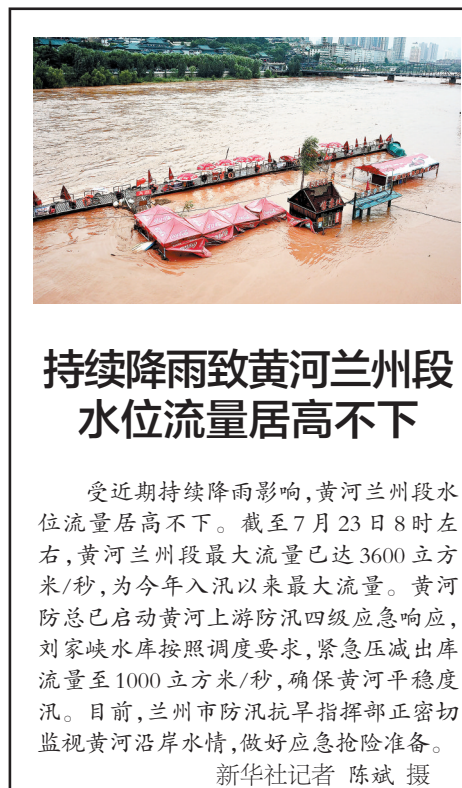 持续降雨致黄河兰州段
水位流量居高不下
受近期持续降雨影响,黄河兰州段水
位流量居高不下。截至7月23日8时左
右,黄河兰州段最大流量已达3600立方
米/秒,为今年入汛以来最大流量。黄河
防总已启动黄河上游防汛四级应急响应,
刘家峡水库按照调度要求,紧急压减出库
流量至1000立方米/秒,确保黄河平稳度
汛。目前,兰州市防汛抗旱指挥部正密切
监视黄河沿岸水情,做好应急抢险准备。
新华社记者 陈斌 摄